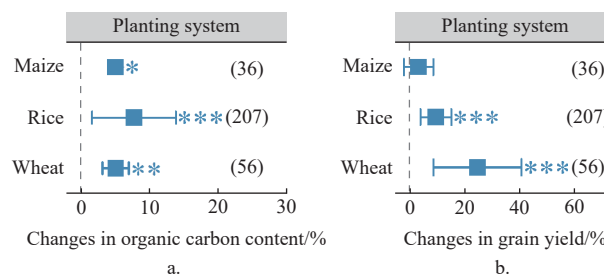 Planting system
Maize * (36)
Rice *** (207)
Wheat ** (56)
0 10 20 30
Changes in organic carbon content/%
a.
Planting system
Maize (36)
Rice *** (207
Wheat *** (56)
0 20 40 60
Changes in grain yield/%
b.